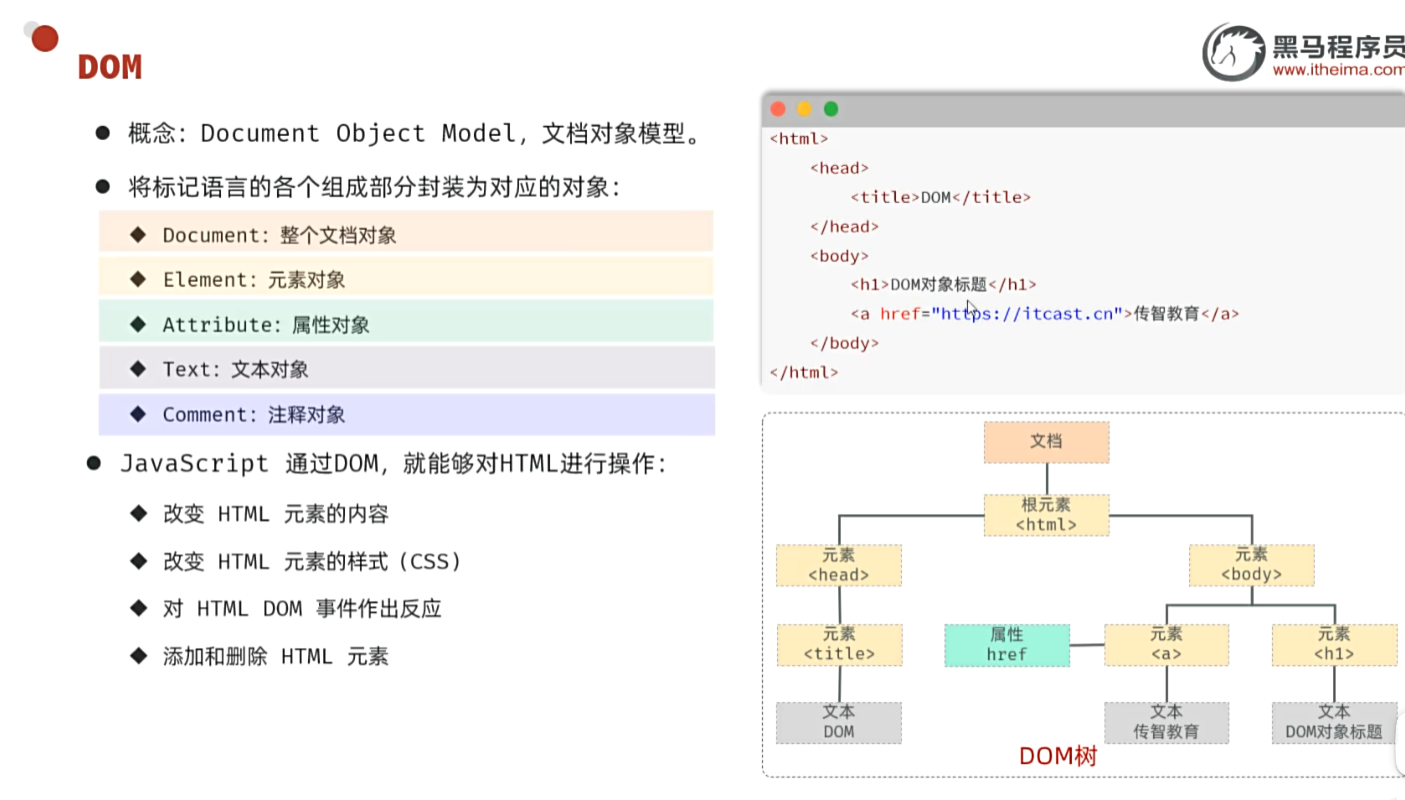 DOM
黑马程序员
www.itheima.com
概念：Document Object Model，文档对象模型。
将标记语言的各个组成部分封装为对应的对象：
Document：整个文档对象
Element：元素对象
Attribute：属性对象
Text：文本对象
Comment：注释对象
JavaScript 通过DOM，就能够对HTML进行操作：
改变 HTML 元素的内容
改变 HTML 元素的样式（CSS）
对 HTML DOM 事件作出反应
添加和删除 HTML 元素
<html>
<head>
<title>DOM</title>
</head>
<body>
<h1>DOM对象标题</h1>
<a href="https://itcast.cn">传智教育</a>
</body>
</html>
文档
根元素
<html>
元素
<head>
元素
<body>
元素
<title>
属性
href
元素
<a>
元素
<h1>
文本
DOM
文本
传智教育
文本
DOM对象标题
DOM树